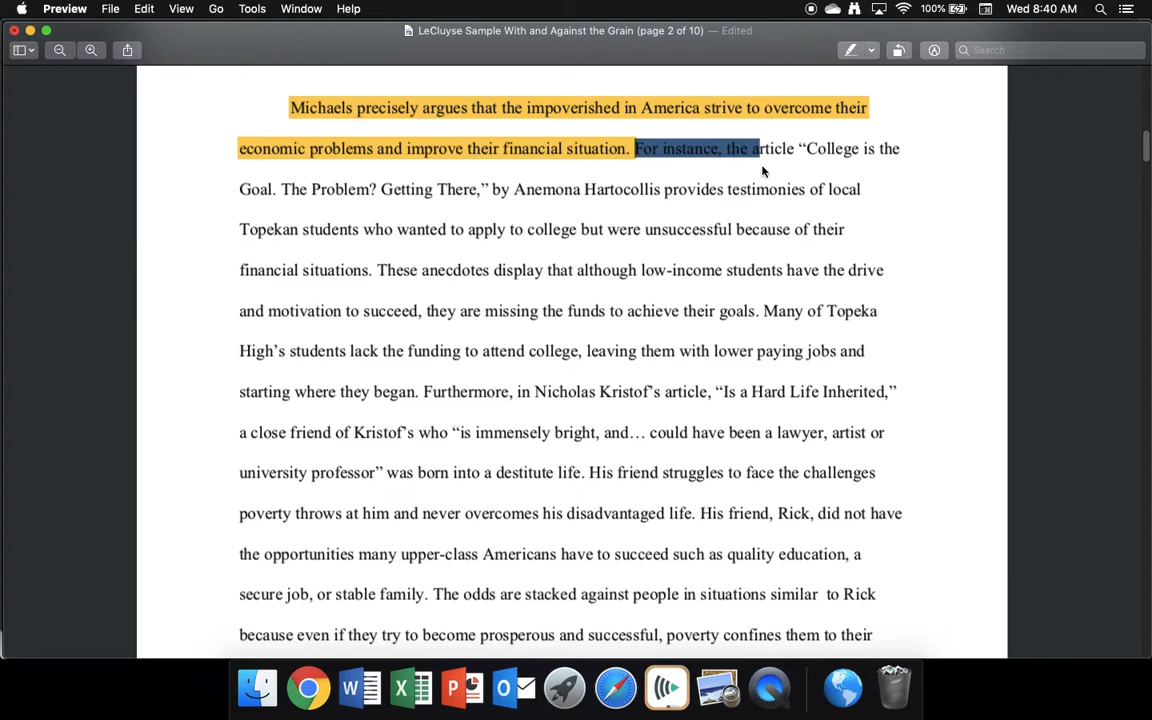 Preview File Edit View Go Tools Window Help 100% Wed 8:40 AM
LeCluyse Sample With and Against the Grain (page 2 of 10) — Edited
Search
Michaels precisely argues that the impoverished in America strive to overcome their
economic problems and improve their financial situation. For instance, the article “College is the
Goal. The Problem? Getting There,” by Anemona Hartocollis provides testimonies of local
Topekan students who wanted to apply to college but were unsuccessful because of their
financial situations. These anecdotes display that although low-income students have the drive
and motivation to succeed, they are missing the funds to achieve their goals. Many of Topeka
High’s students lack the funding to attend college, leaving them with lower paying jobs and
starting where they began. Furthermore, in Nicholas Kristof’s article, “Is a Hard Life Inherited,”
a close friend of Kristof’s who “is immensely bright, and… could have been a lawyer, artist or
university professor” was born into a destitute life. His friend struggles to face the challenges
poverty throws at him and never overcomes his disadvantaged life. His friend, Rick, did not have
the opportunities many upper-class Americans have to succeed such as quality education, a
secure job, or stable family. The odds are stacked against people in situations similar to Rick
because even if they try to become prosperous and successful, poverty confines them to their